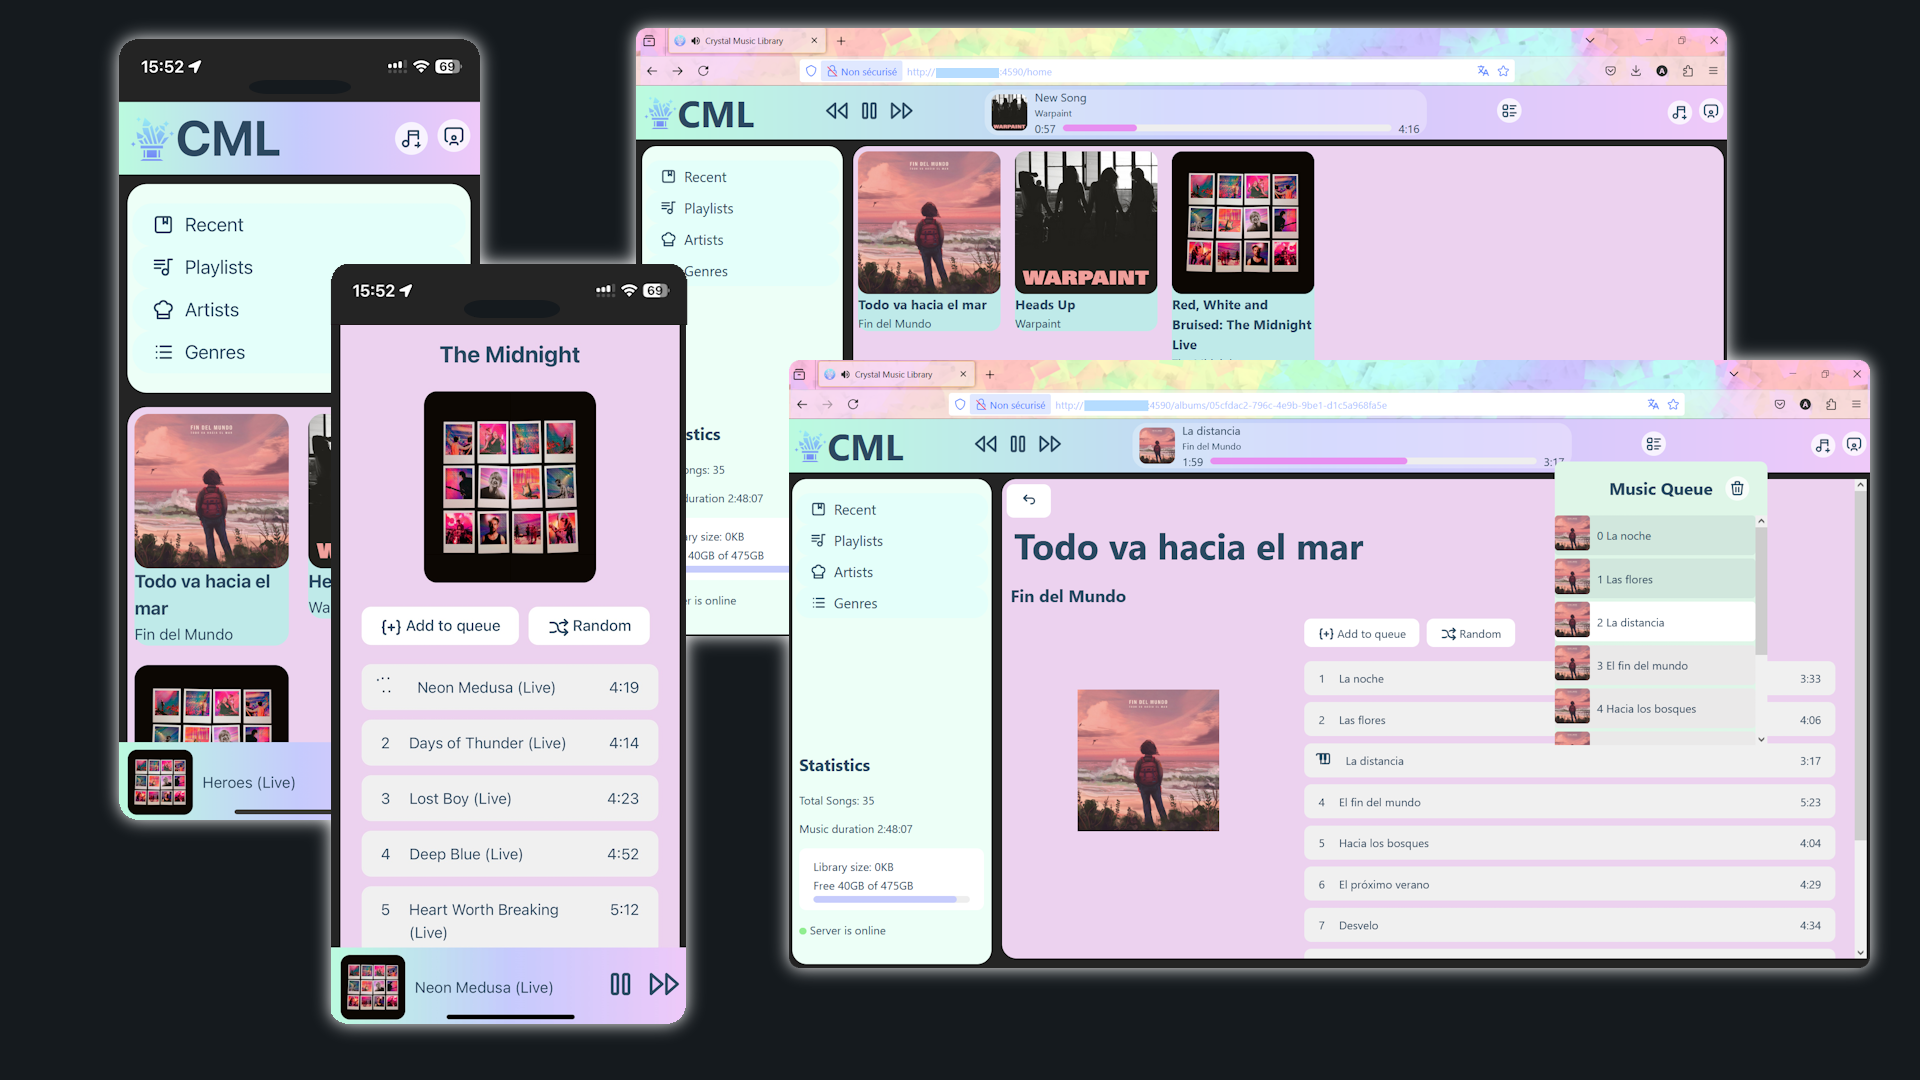 15:52
69
CML
Recent
Playlists
Artists
Genres
FIN DEL MUNDO
Todo va hacia el
mar
Fin del Mundo
He
Wa
Heroes (Live)
15:52
69
The Midnight
{+} Add to queue
Random
Neon Medusa (Live) 4:19
2 Days of Thunder (Live) 4:14
3 Lost Boy (Live) 4:23
4 Deep Blue (Live) 4:52
5 Heart Worth Breaking 5:12
(Live)
Neon Medusa (Live)
Crystal Music Library
Non sécurisé http:// :4590/home
CML
New Song
Warpaint
0:57 4:16
WARPAINT
Recent
Playlists
Artists
Genres
FIN DEL MUNDO
WARPAINT
Todo va hacia el mar
Fin del Mundo
Heads Up
Warpaint
Red, White and
Bruised: The Midnight
Live
stics
ongs: 35
duration 2:48:07
ary size: 0KB
40GB of 475GB
er is online
Crystal Music Library
Non sécurisé http:// :4590/albums/05cfdac2-796c-4e9b-9be1-d1c5a968fa5e
CML
La distancia
Fin del Mundo
1:59 3:17
Recent
Playlists
Artists
Genres
Statistics
Total Songs: 35
Music duration 2:48:07
Library size: 0KB
Free 40GB of 475GB
Server is online
Todo va hacia el mar
Fin del Mundo
FIN DEL MUNDO
{+} Add to queue
Random
1 La noche 3:33
2 Las flores 4:06
La distancia 3:17
4 El fin del mundo 5:23
5 Hacia los bosques 4:04
6 El próximo verano 4:29
7 Desvelo 4:34
Music Queue
0 La noche
1 Las flores
2 La distancia
3 El fin del mundo
4 Hacia los bosques